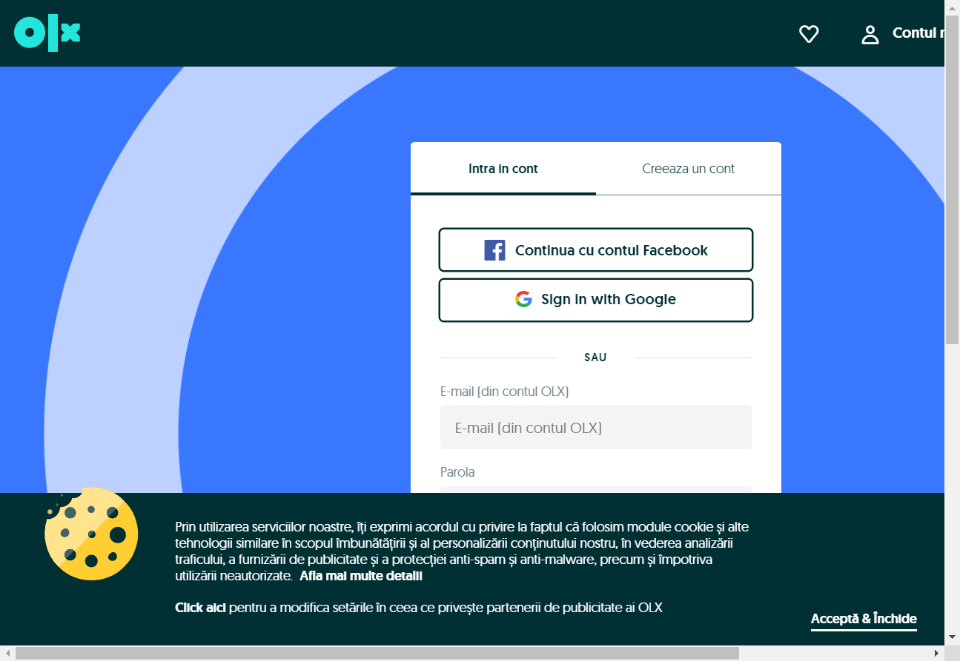 olx
Contul
Intra in cont
Creeaza un cont
Continua cu contul Facebook
Sign in with Google
SAU
E-mail (din contul OLX)
E-mail (din contul OLX)
Parola
Prin utilizarea serviciilor noastre, îți exprimi acordul cu privire la faptul că folosim module cookie și alte
tehnologii similare în scopul îmbunătățirii și al personalizării conținutului nostru, în vederea analizării
traficului, a furnizării de publicitate și a protecției anti-spam și anti-malware, precum și împotriva
utilizării neautorizate. Afla mai multe detalii
Click aici pentru a modifica setările în ceea ce privește partenerii de publicitate ai OLX
Acceptă & Închide